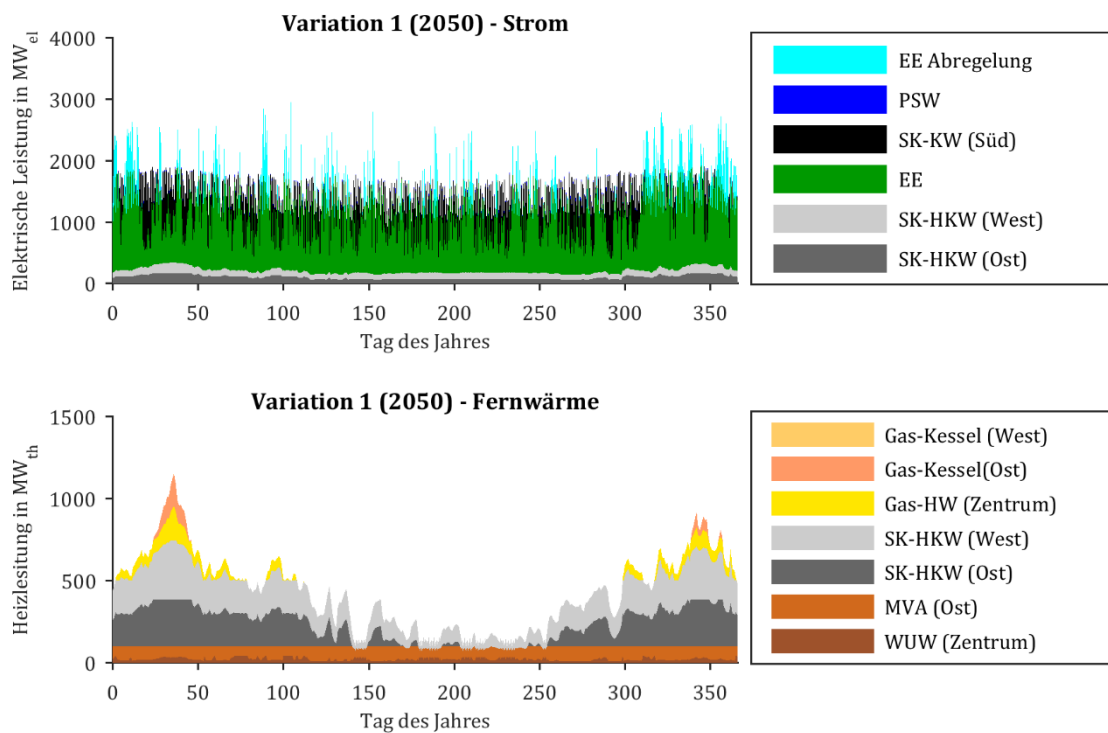 Variation 1 (2050) - Strom
Elektrische Leistung in MWel
4000
3000
2000
1000
0
0 50 100 150 200 250 300 350
Tag des Jahres
EE Abregelung
PSW
SK-KW (Süd)
EE
SK-HKW (West)
SK-HKW (Ost)
Variation 1 (2050) - Fernwärme
Heizlesitung in MWth
1500
1000
500
0
0 50 100 150 200 250 300 350
Tag des Jahres
Gas-Kessel (West)
Gas-Kessel(Ost)
Gas-HW (Zentrum)
SK-HKW (West)
SK-HKW (Ost)
MVA (Ost)
WUW (Zentrum)